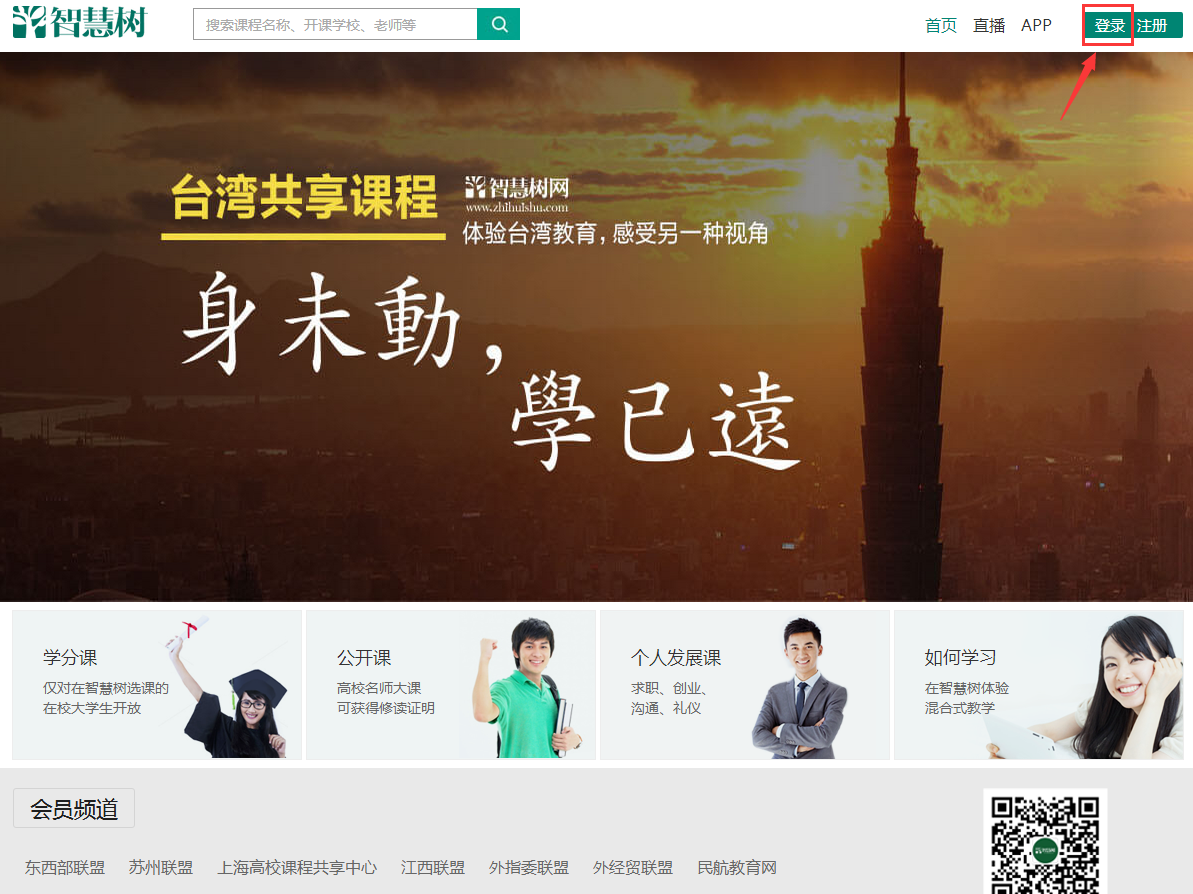 智慧树
搜索课程名称、开课学校、老师等
首页 直播 APP 登录 注册
台湾共享课程
智慧树网
www.zhihuishu.com
体验台湾教育,感受另一种视角
身未動,
學已遠
学分课
仅对在智慧树选课的
在校大学生开放
公开课
高校名师大课
可获得修读证明
个人发展课
求职、创业、
沟通、礼仪
如何学习
在智慧树体验
混合式教学
会员频道
东西部联盟 苏州联盟 上海高校课程共享中心 江西联盟 外指委联盟 外经贸联盟 民航教育网